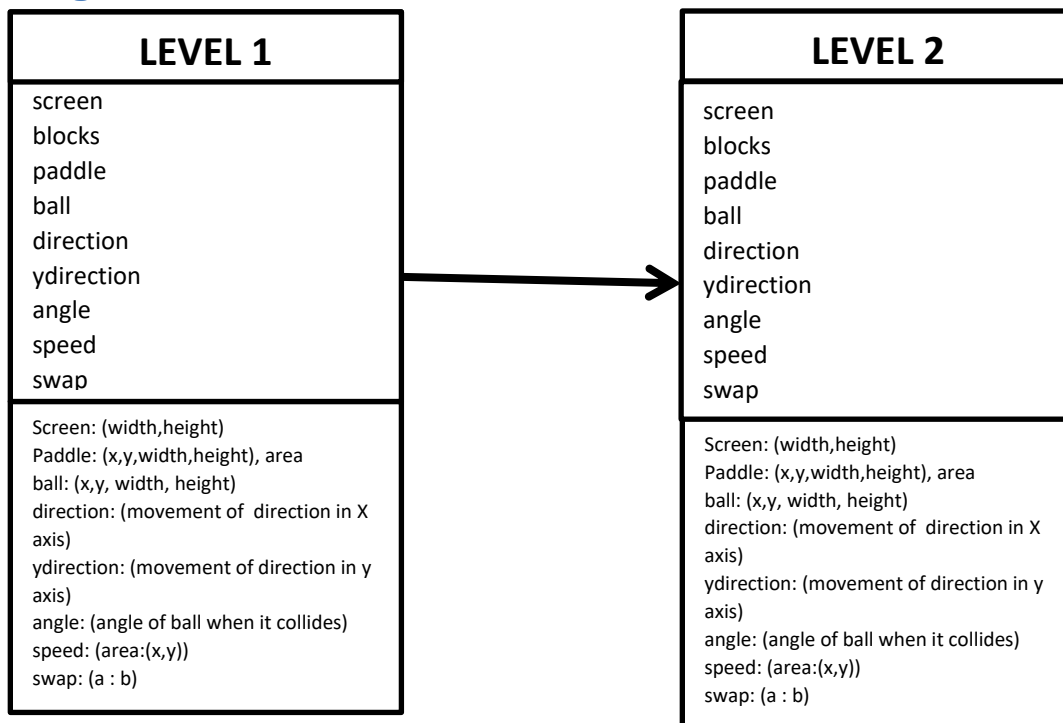 LEVEL 1
screen
blocks
paddle
ball
direction
ydirection
angle
speed
swap
Screen: (width,height)
Paddle: (x,y,width,height), area
ball: (x,y, width, height)
direction: (movement of  direction in X
axis)
ydirection: (movement of direction in y
axis)
angle: (angle of ball when it collides)
speed: (area:(x,y))
swap: (a : b)
LEVEL 2
screen
blocks
paddle
ball
direction
ydirection
angle
speed
swap
Screen: (width,height)
Paddle: (x,y,width,height), area
ball: (x,y, width, height)
direction: (movement of  direction in X
axis)
ydirection: (movement of direction in y
axis)
angle: (angle of ball when it collides)
speed: (area:(x,y))
swap: (a : b)